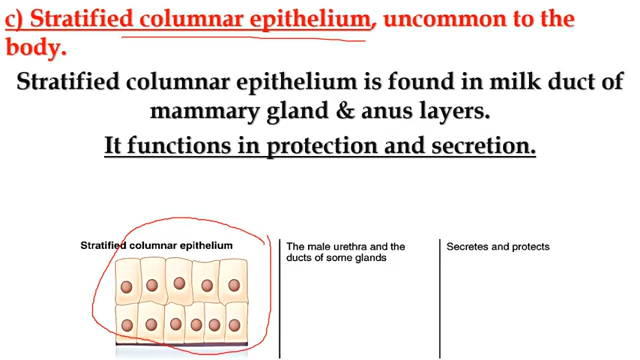 c) Stratified columnar epithelium, uncommon to the
body.
Stratified columnar epithelium is found in milk duct of
mammary gland & anus layers.
It functions in protection and secretion.
Stratified columnar epithelium
The male urethra and the
ducts of some glands
Secretes and protects